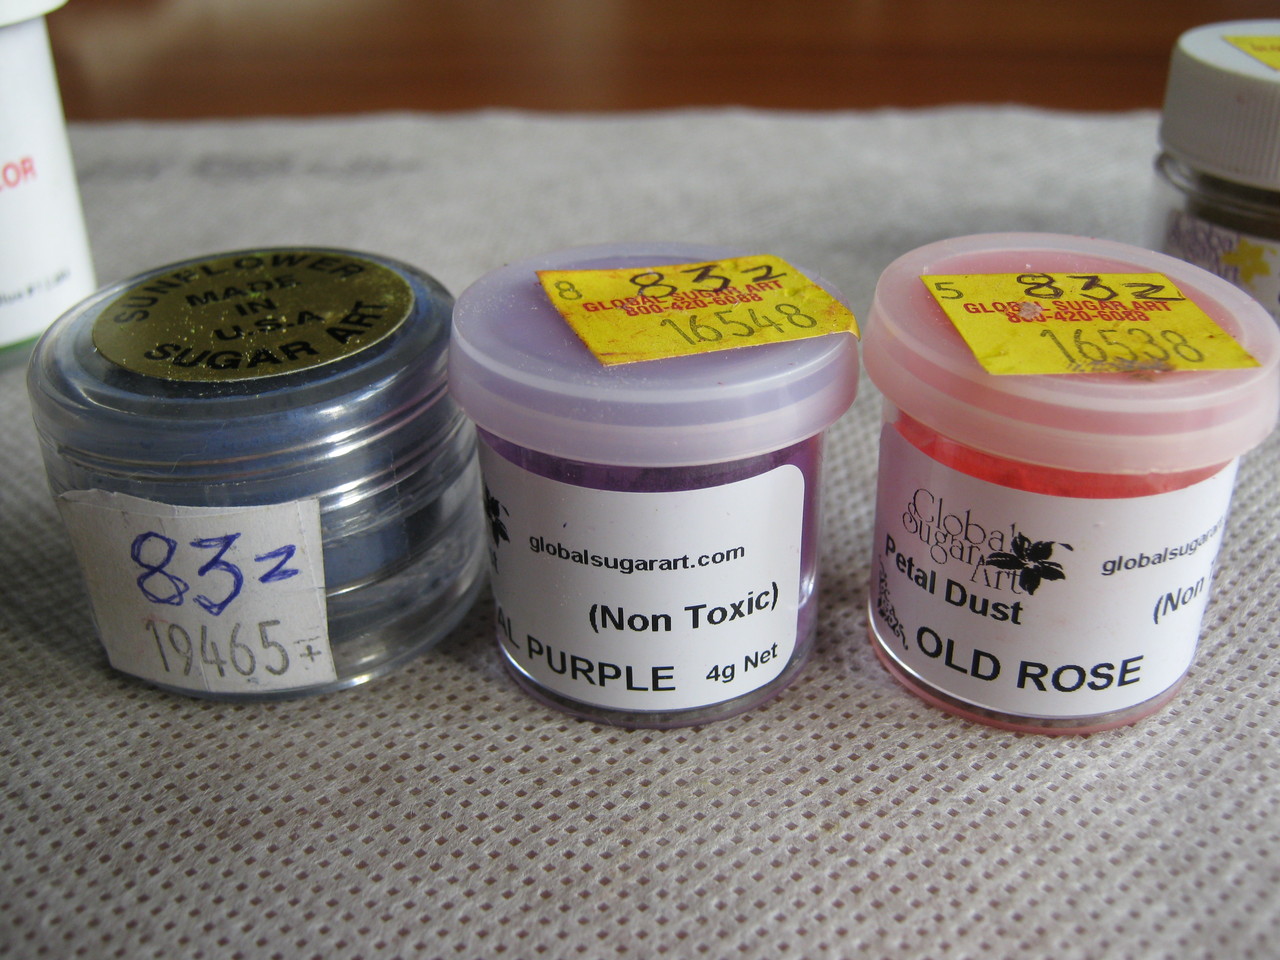 SUNFLOWER
MADE
IN
U.S.A
SUGAR ART
83z
19465
8 83z
GLOBAL SUGAR ART
800-420-6088
16548
globalsugarart.com
(Non Toxic)
PURPLE 4g Net
5 83z
GLOBAL SUGAR ART
800-420-6088
16538
Global
Sugar
Art
Petal Dust
OLD ROSE
globalsugar
(Non
LOR